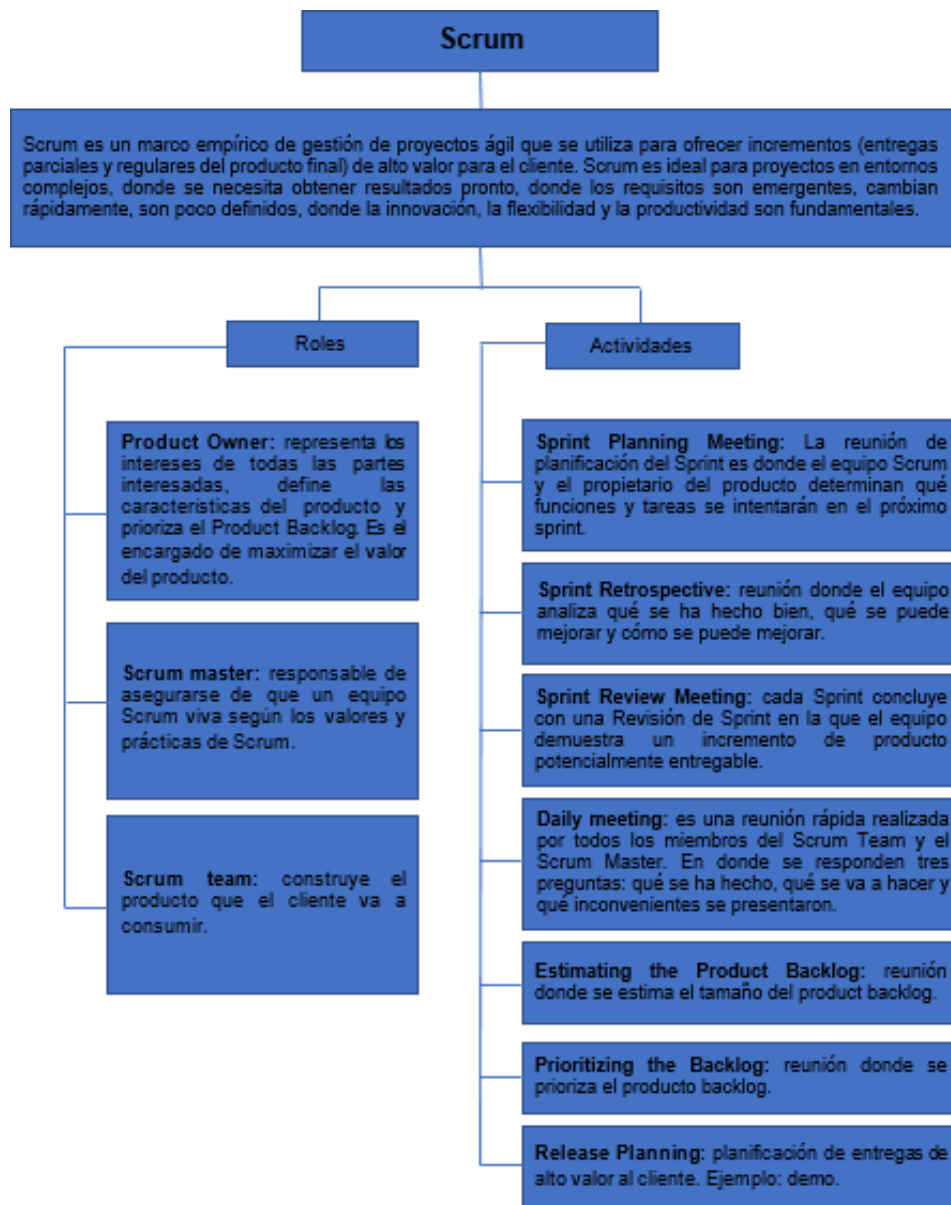 Scrum
Scrum es un marco empírico de gestión de proyectos ágil que se utiliza para ofrecer incrementos (entregas
parciales y regulares del producto final) de alto valor para el cliente. Scrum es ideal para proyectos en entornos
complejos, donde se necesita obtener resultados pronto, donde los requisitos son emergentes, cambian
rápidamente, son poco definidos, donde la innovación, la flexibilidad y la productividad son fundamentales.
Roles
Product Owner: representa los
intereses de todas las partes
interesadas, define las
características del producto y
prioriza el Product Backlog. Es el
encargado de maximizar el valor
del producto.
Scrum master: responsable de
asegurarse de que un equipo
Scrum viva según los valores y
prácticas de Scrum.
Scrum team: construye el
producto que el cliente va a
consumir.
Actividades
Sprint Planning Meeting: La reunión de
planificación del Sprint es donde el equipo Scrum
y el propietario del producto determinan qué
funciones y tareas se intentarán en el próximo
sprint.
Sprint Retrospective: reunión donde el equipo
analiza qué se ha hecho bien, qué se puede
mejorar y cómo se puede mejorar.
Sprint Review Meeting: cada Sprint concluye
con una Revisión de Sprint en la que el equipo
demuestra un incremento de producto
potencialmente entregable.
Daily meeting: es una reunión rápida realizada
por todos los miembros del Scrum Team y el
Scrum Master. En donde se responden tres
preguntas: qué se ha hecho, qué se va a hacer y
qué inconvenientes se presentaron.
Estimating the Product Backlog: reunión
donde se estima el tamaño del product backlog.
Prioritizing the Backlog: reunión donde se
prioriza el producto backlog.
Release Planning: planificación de entregas de
alto valor al cliente. Ejemplo: demo.